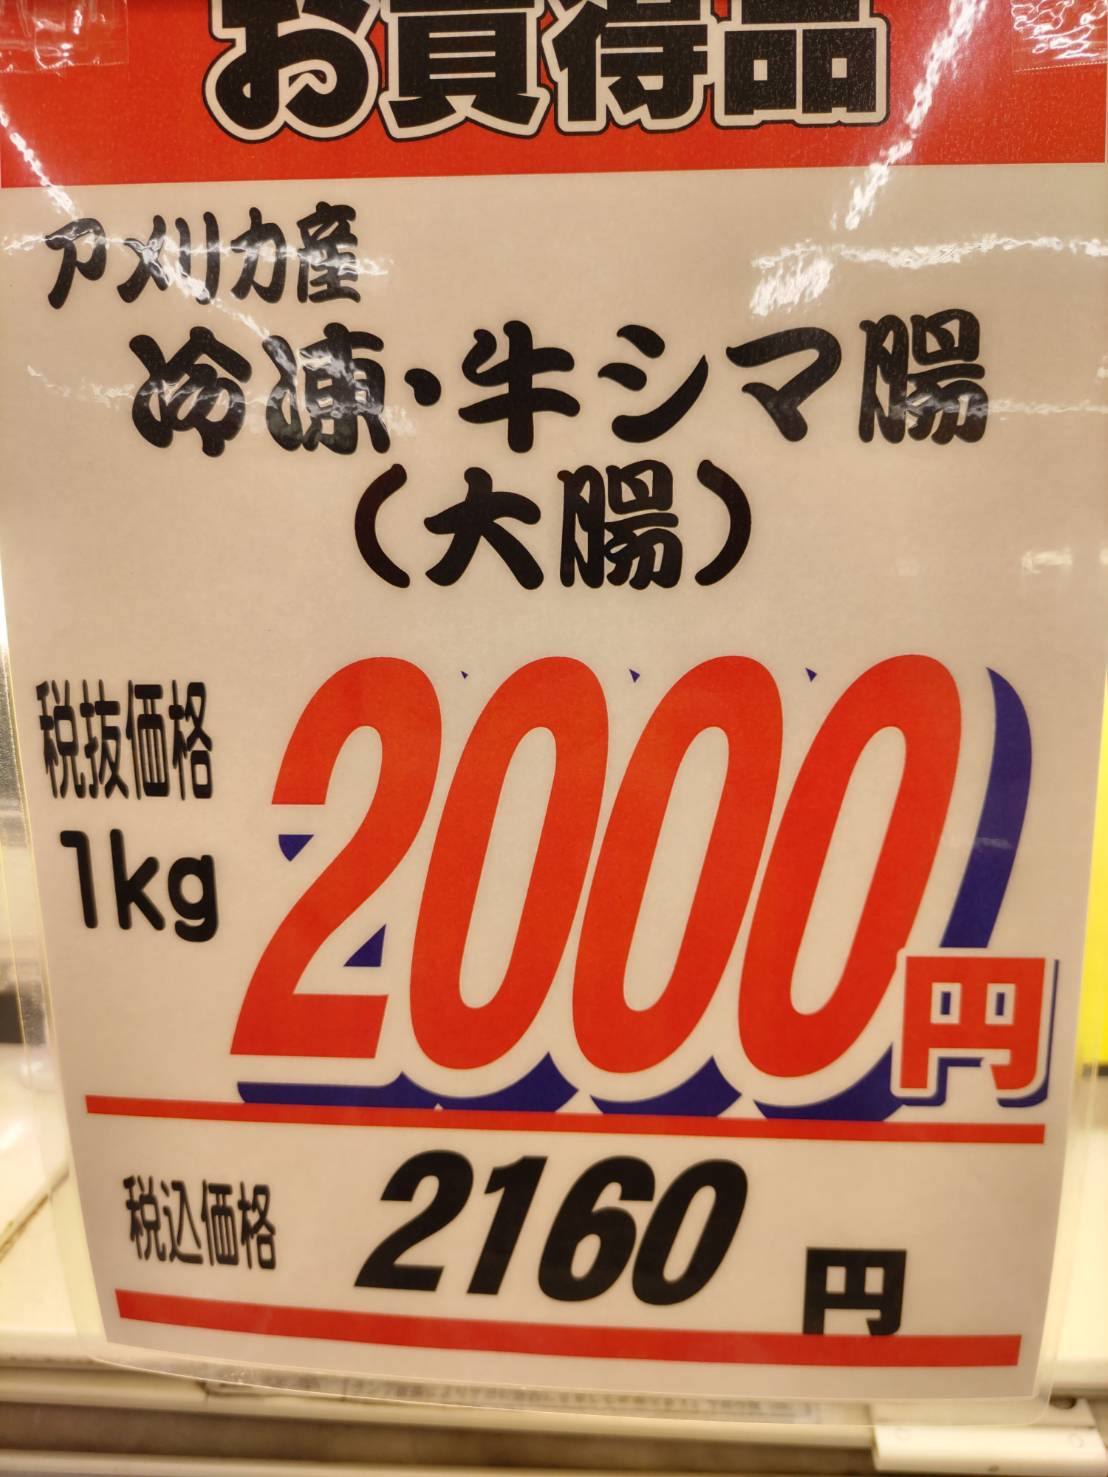 お買得品
アメリカ産
冷凍・牛シマ腸
（大腸）
税抜価格
1kg
2000円
税込価格
2160円